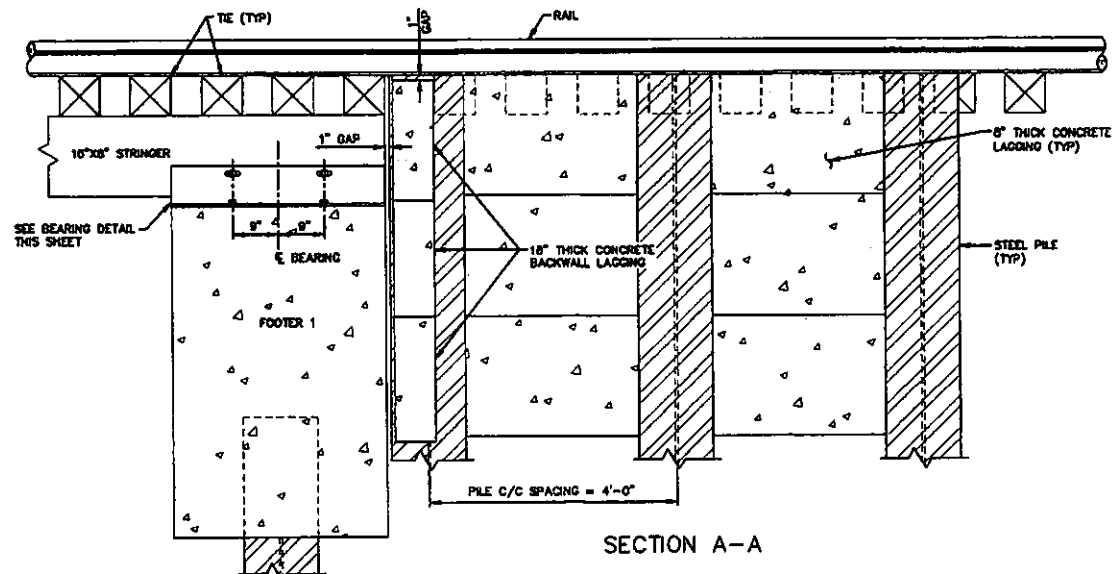 TIE (TYP)
1"
GAP
RAIL
1" GAP
16"X8" STRINGER
8" THICK CONCRETE
LAGGING (TYP)
SEE BEARING DETAIL
THIS SHEET
9"
9"
℄ BEARING
18" THICK CONCRETE
BACKWALL LAGGING
STEEL PILE
(TYP)
FOOTER 1
PILE C/C SPACING = 4'-0"
SECTION A-A